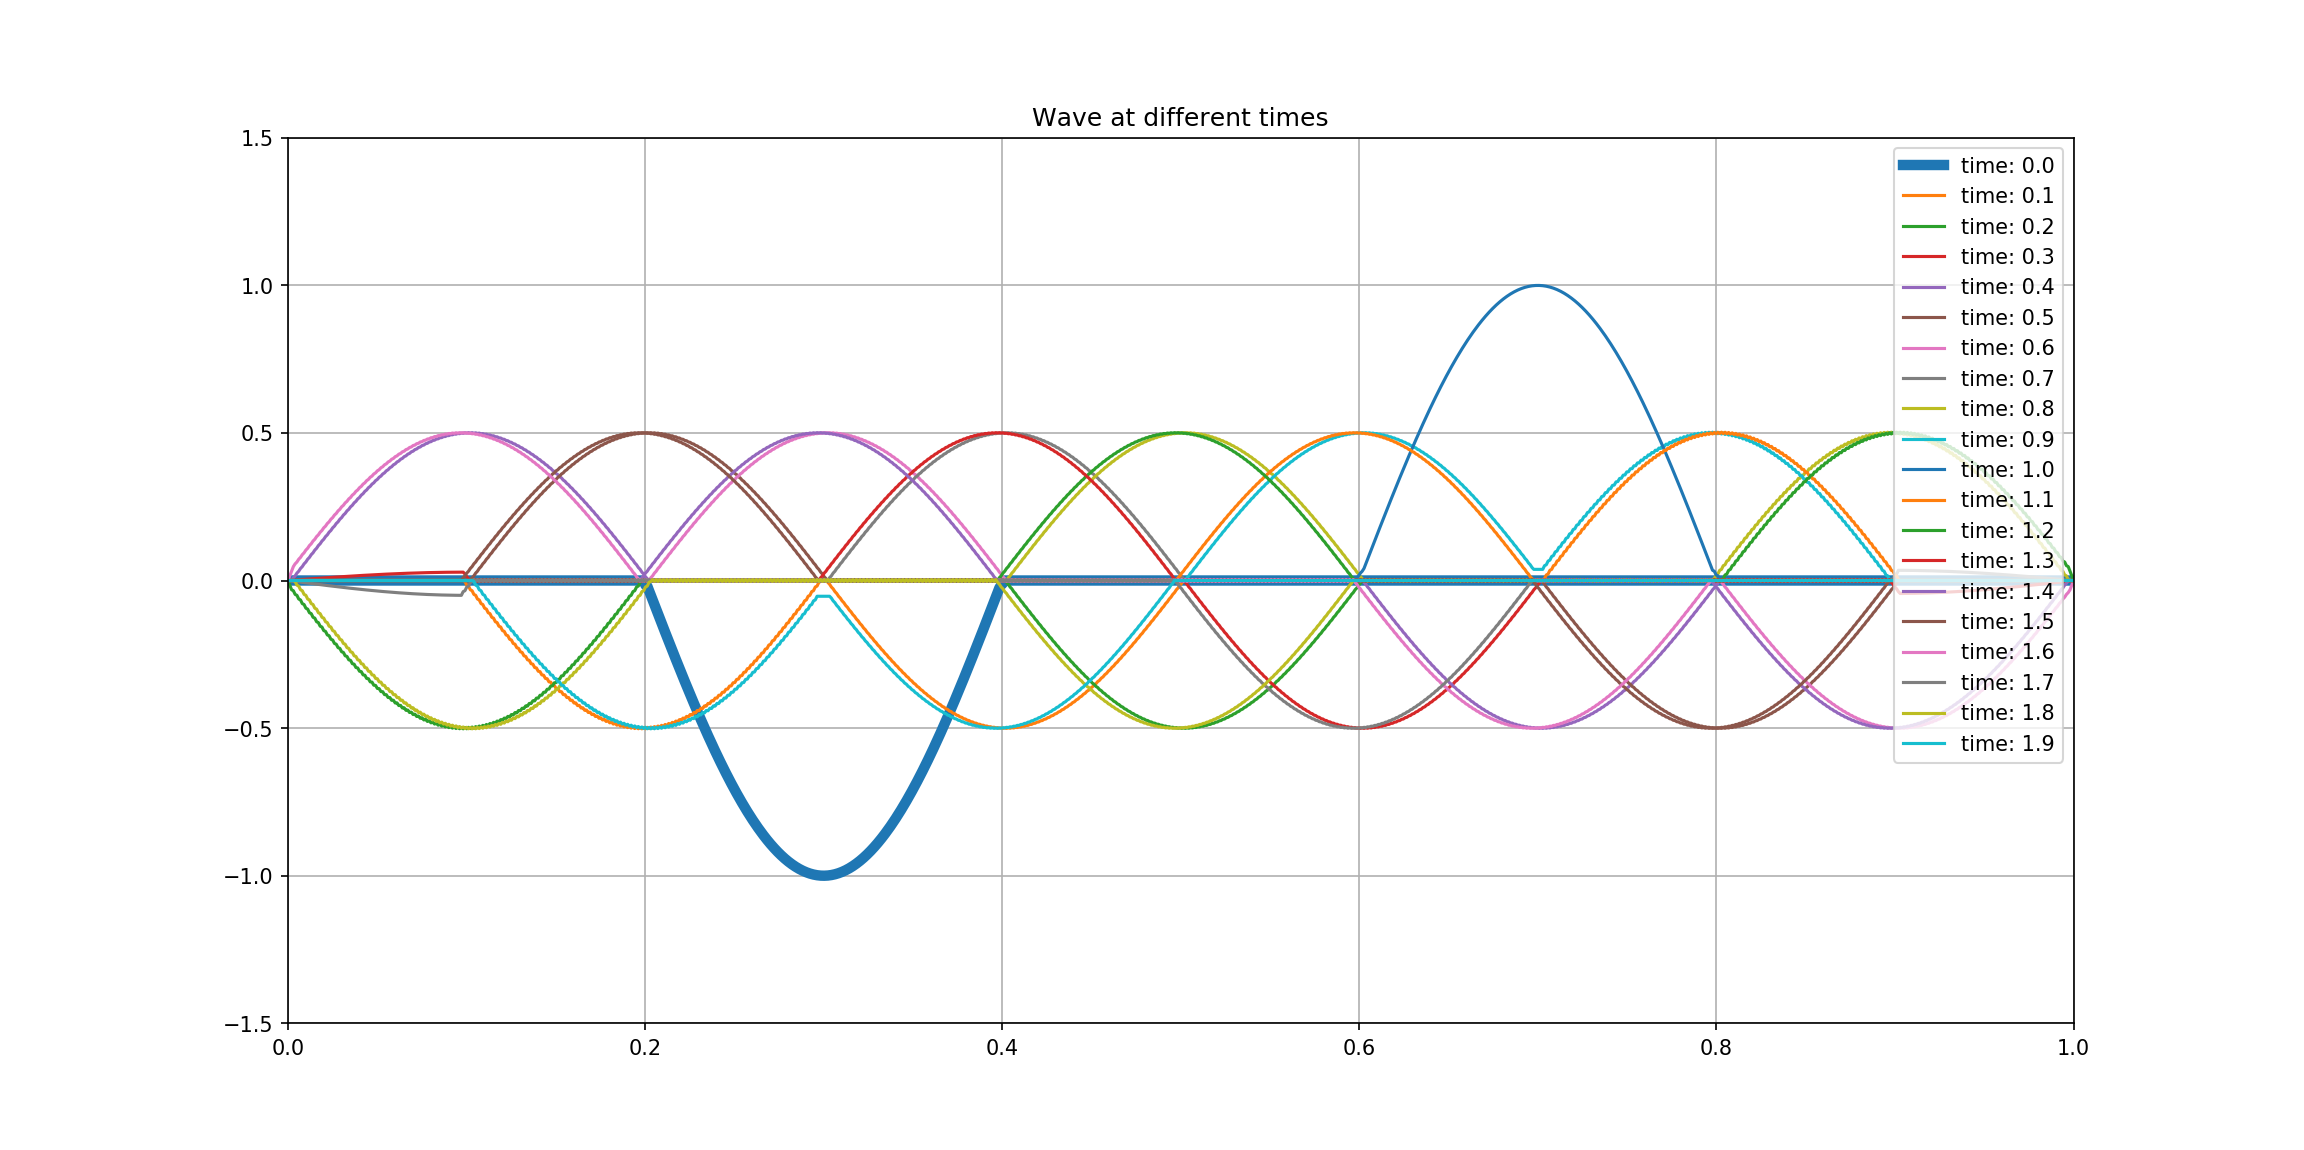 Wave at different times
1.5
1.0
0.5
0.0
−0.5
−1.0
−1.5
0.0 0.2 0.4 0.6 0.8 1.0
time: 0.0
time: 0.1
time: 0.2
time: 0.3
time: 0.4
time: 0.5
time: 0.6
time: 0.7
time: 0.8
time: 0.9
time: 1.0
time: 1.1
time: 1.2
time: 1.3
time: 1.4
time: 1.5
time: 1.6
time: 1.7
time: 1.8
time: 1.9